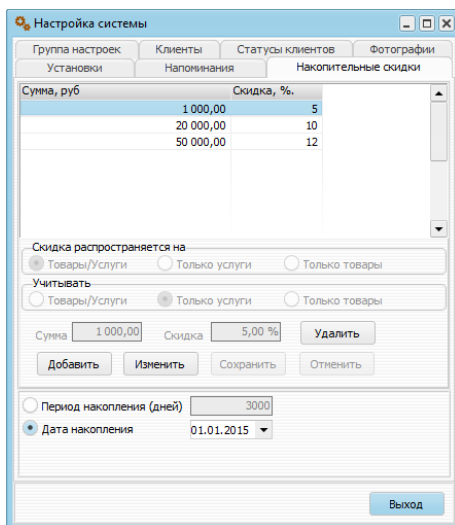 Настройка системы
Группа настроек Клиенты Статусы клиентов Фотографии
Установки Напоминания Накопительные скидки
Сумма, руб Скидка, %.
1 000,00 5
20 000,00 10
50 000,00 12
Скидка распространяется на
Товары/Услуги Только услуги Только товары
Учитывать
Товары/Услуги Только услуги Только товары
Сумма 1 000,00 Скидка 5,00 % Удалить
Добавить Изменить Сохранить Отменить
Период накопления (дней) 3000
Дата накопления 01.01.2015
Выход